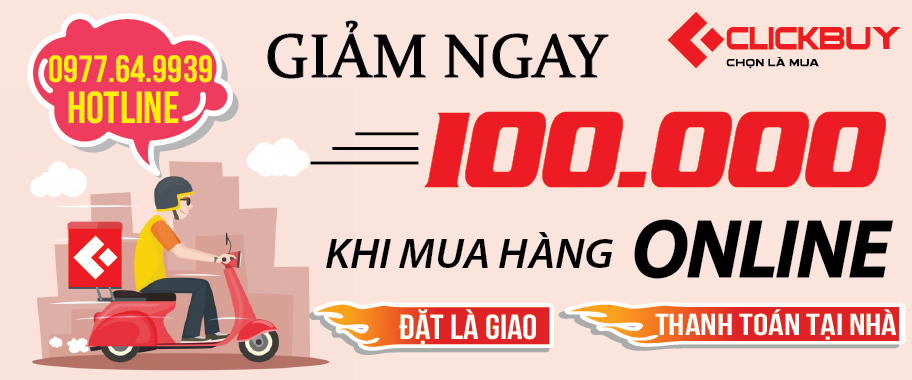 0977.64.9939
HOTLINE
GIẢM NGAY
CLICKBUY
CHỌN LÀ MUA
100.000
KHI MUA HÀNG ONLINE
ĐẶT LÀ GIAO
THANH TOÁN TẠI NHÀ